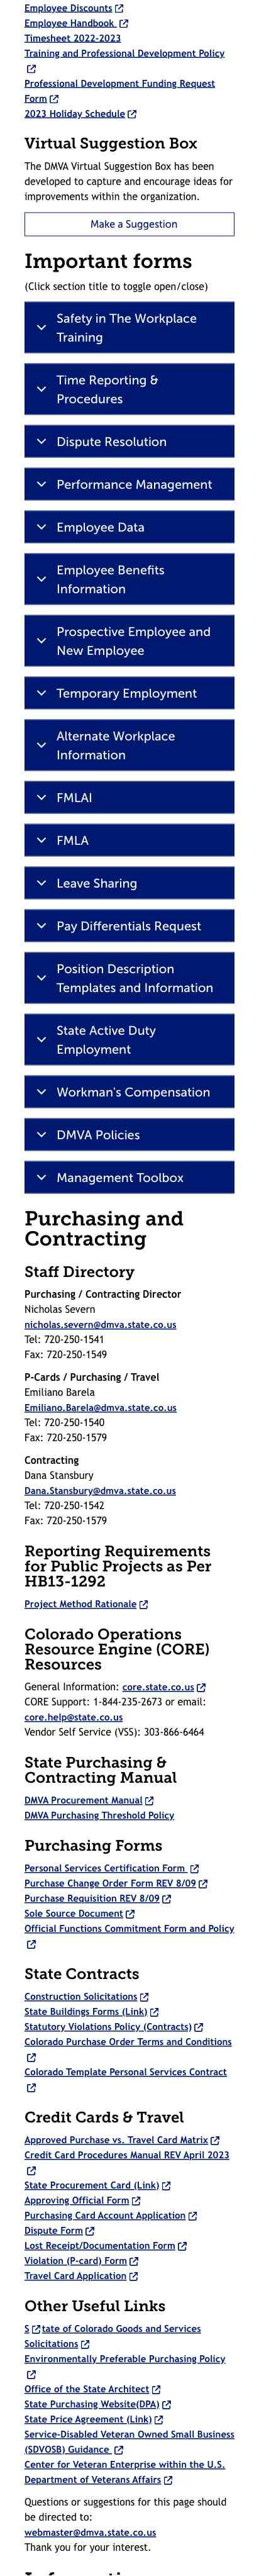 Employee Discounts
Employee Handbook
Timesheet 2022-2023
Training and Professional Development Policy
Professional Development Funding Request
Form
2023 Holiday Schedule
Virtual Suggestion Box
The DMVA Virtual Suggestion Box has been
developed to capture and encourage ideas for
improvements within the organization.
Make a Suggestion
Important forms
(Click section title to toggle open/close)
Safety in The Workplace
Training
Time Reporting &
Procedures
Dispute Resolution
Performance Management
Employee Data
Employee Benefits
Information
Prospective Employee and
New Employee
Temporary Employment
Alternate Workplace
Information
FMLAI
FMLA
Leave Sharing
Pay Differentials Request
Position Description
Templates and Information
State Active Duty
Employment
Workman's Compensation
DMVA Policies
Management Toolbox
Purchasing and
Contracting
Staff Directory
Purchasing / Contracting Director
Nicholas Severn
nicholas.severn@dmva.state.co.us
Tel: 720-250-1541
Fax: 720-250-1549
P-Cards / Purchasing / Travel
Emiliano Barela
Emiliano.Barela@dmva.state.co.us
Tel: 720-250-1540
Fax: 720-250-1579
Contracting
Dana Stansbury
Dana.Stansbury@dmva.state.co.us
Tel: 720-250-1542
Fax: 720-250-1579
Reporting Requirements
for Public Projects as Per
HB13-1292
Project Method Rationale
Colorado Operations
Resource Engine (CORE)
Resources
General Information: core.state.co.us
CORE Support: 1-844-235-2673 or email:
core.help@state.co.us
Vendor Self Service (VSS): 303-866-6464
State Purchasing &
Contracting Manual
DMVA Procurement Manual
DMVA Purchasing Threshold Policy
Purchasing Forms
Personal Services Certification Form
Purchase Change Order Form REV 8/09
Purchase Requisition REV 8/09
Sole Source Document
Official Functions Commitment Form and Policy
State Contracts
Construction Solicitations
State Buildings Forms (Link)
Statutory Violations Policy (Contracts)
Colorado Purchase Order Terms and Conditions
Colorado Template Personal Services Contract
Credit Cards & Travel
Approved Purchase vs. Travel Card Matrix
Credit Card Procedures Manual REV April 2023
State Procurement Card (Link)
Approving Official Form
Purchasing Card Account Application
Dispute Form
Lost Receipt/Documentation Form
Violation (P-card) Form
Travel Card Application
Other Useful Links
S tate of Colorado Goods and Services
Solicitations
Environmentally Preferable Purchasing Policy
Office of the State Architect
State Purchasing Website(DPA)
State Price Agreement (Link)
Service-Disabled Veteran Owned Small Business
(SDVOSB) Guidance
Center for Veteran Enterprise within the U.S.
Department of Veterans Affairs
Questions or suggestions for this page should
be directed to:
webmaster@dmva.state.co.us
Thank you for your interest.